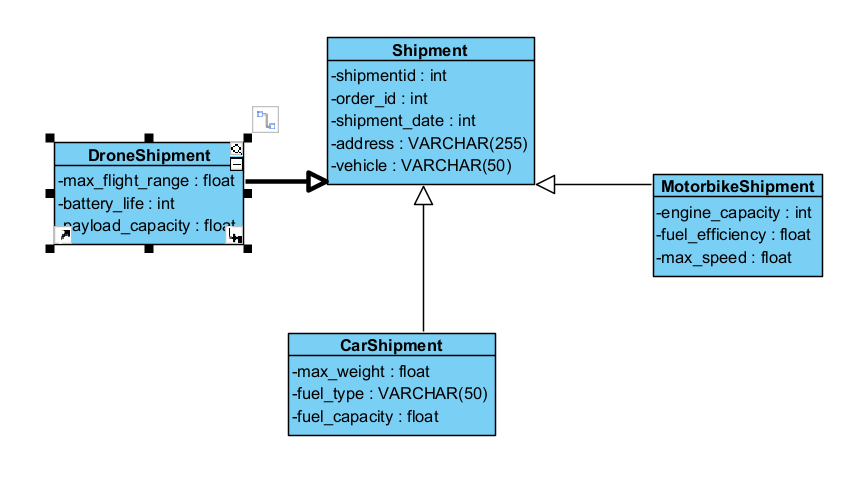 Shipment
-shipmentid : int
-order_id : int
-shipment_date : int
-address : VARCHAR(255)
-vehicle : VARCHAR(50)
DroneShipment
-max_flight_range : float
-battery_life : int
payload_capacity : float
MotorbikeShipment
-engine_capacity : int
-fuel_efficiency : float
-max_speed : float
CarShipment
-max_weight : float
-fuel_type : VARCHAR(50)
-fuel_capacity : float